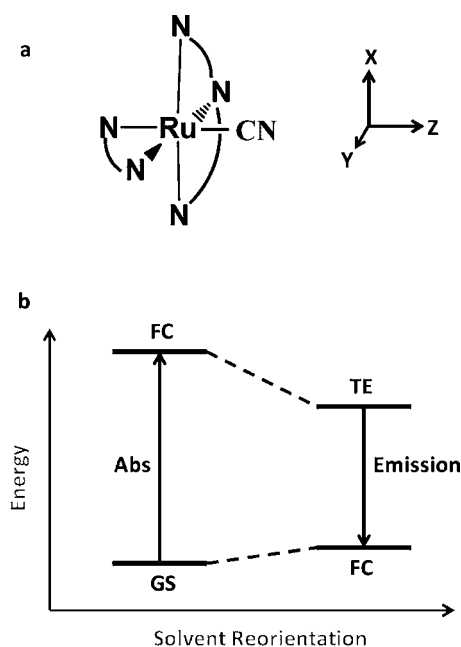 a
N
N
N
Ru
CN
N
N
X
Z
Y
b
FC
TE
Abs
Emission
GS
FC
Energy
Solvent Reorientation